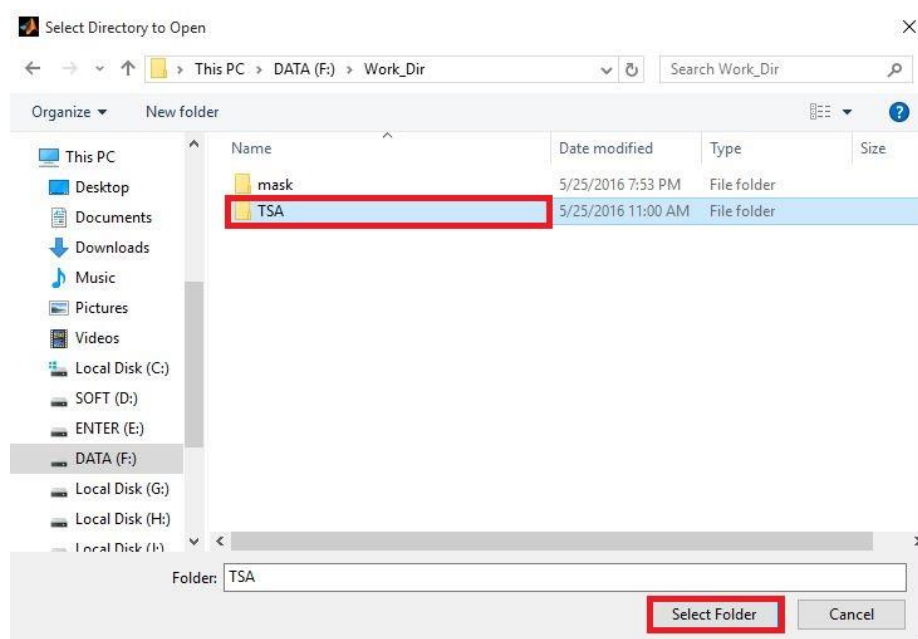 Select Directory to Open
This PC > DATA (F:) > Work_Dir
Search Work_Dir
Organize
New folder
Name
Date modified
Type
Size
This PC
Desktop
Documents
Downloads
Music
Pictures
Videos
Local Disk (C:)
SOFT (D:)
ENTER (E:)
DATA (F:)
Local Disk (G:)
Local Disk (H:)
Local Disk (I:)
mask 5/25/2016 7:53 PM File folder
TSA 5/25/2016 11:00 AM File folder
Folder: TSA
Select Folder
Cancel